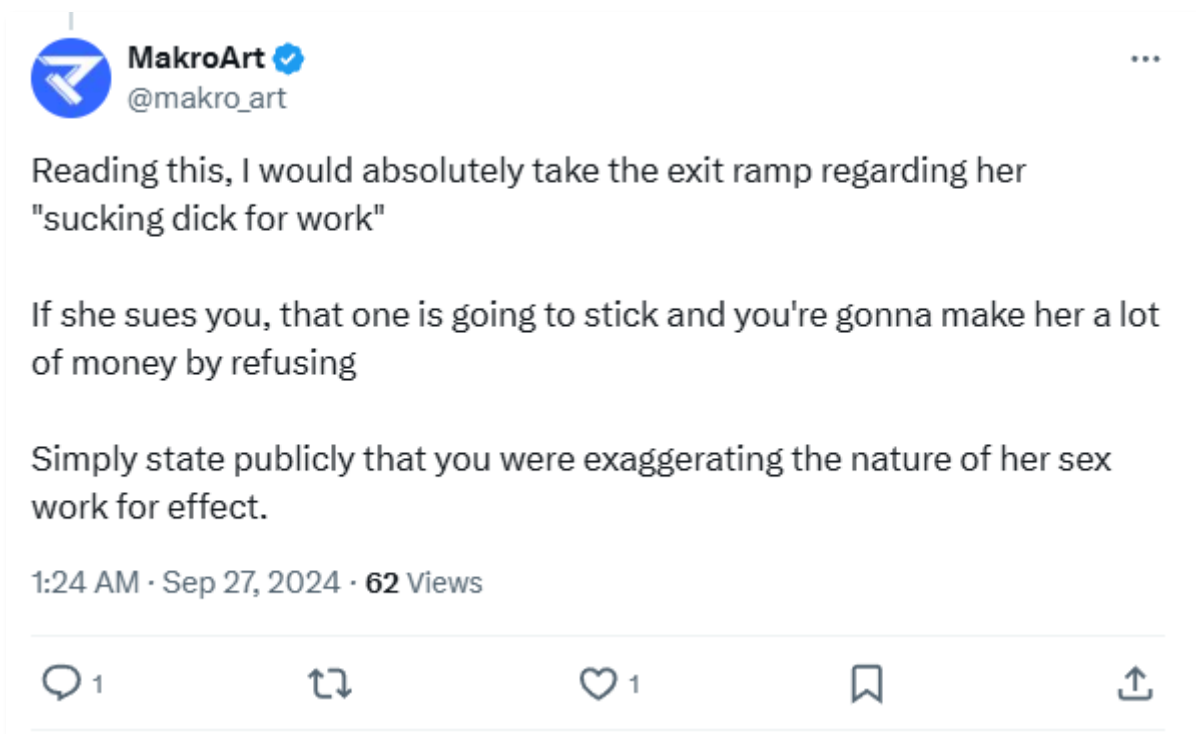 MakroArt
@makro_art
Reading this, I would absolutely take the exit ramp regarding her
"sucking dick for work"
If she sues you, that one is going to stick and you're gonna make her a lot
of money by refusing
Simply state publicly that you were exaggerating the nature of her sex
work for effect.
1:24 AM · Sep 27, 2024 · 62 Views
1 1